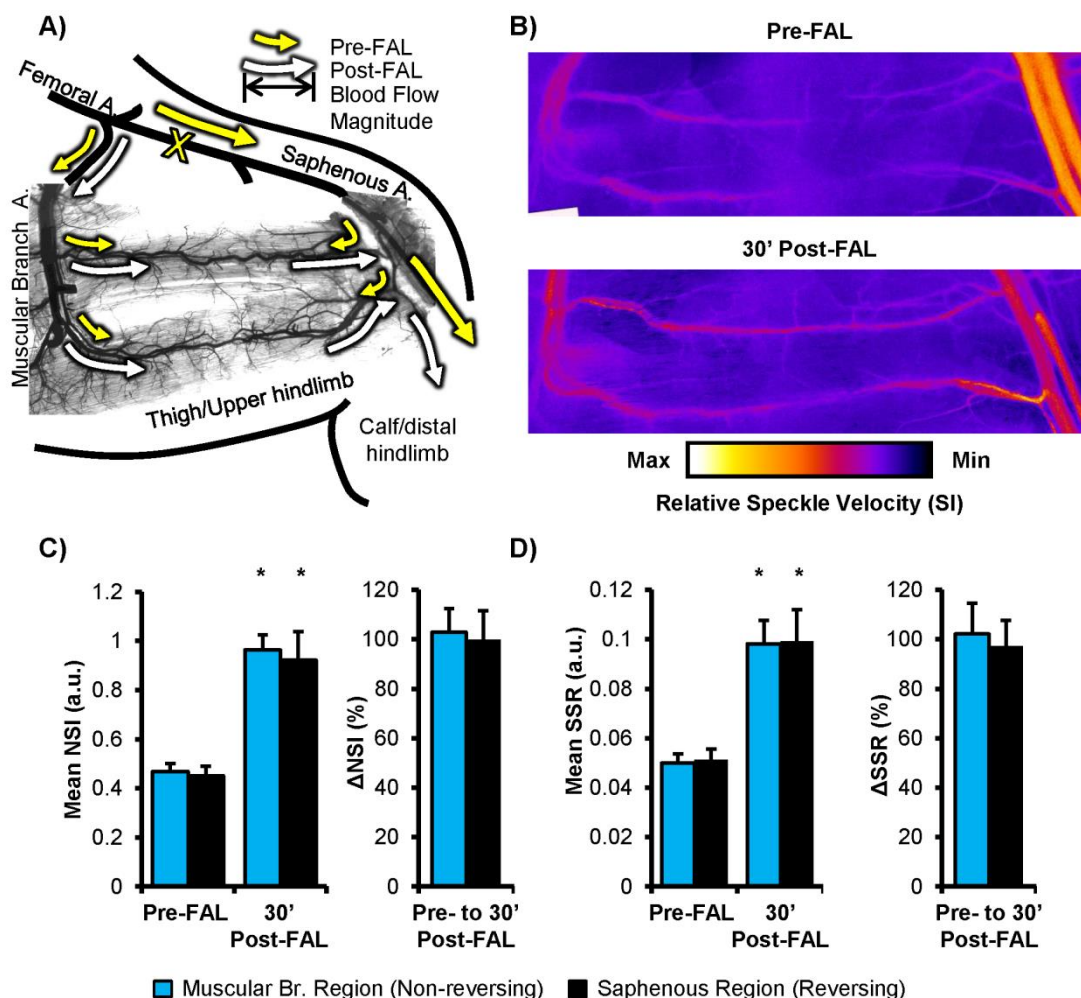 A)
Pre-FAL
Post-FAL
Blood Flow
Magnitude
Femoral A.
X
Saphenous A.
Muscular Branch A.
Thigh/Upper hindlimb
Calf/distal
hindlimb
B)
Pre-FAL
30' Post-FAL
Max
Min
Relative Speckle Velocity (SI)
C)
Mean NSI (a.u.)
1.2
1
0.8
0.6
0.4
0.2
0
* *
Pre-FAL
30'
Post-FAL
ΔNSI (%)
120
100
80
60
40
20
0
Pre- to 30'
Post-FAL
D)
Mean SSR (a.u.)
0.12
0.1
0.08
0.06
0.04
0.02
0
* *
Pre-FAL
30'
Post-FAL
ΔSSR (%)
120
100
80
60
40
20
0
Pre- to 30'
Post-FAL
Muscular Br. Region (Non-reversing)
Saphenous Region (Reversing)